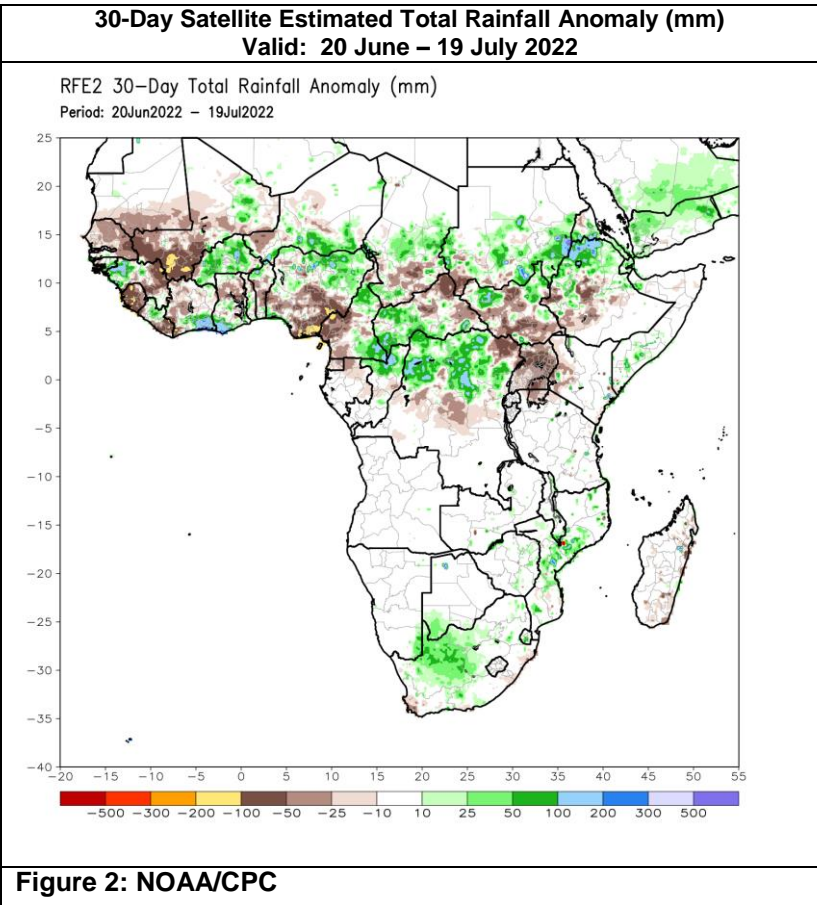 30-Day Satellite Estimated Total Rainfall Anomaly (mm)
Valid: 20 June – 19 July 2022
RFE2 30-Day Total Rainfall Anomaly (mm)
Period: 20Jun2022 – 19Jul2022
25
20
15
10
5
0
-5
-10
-15
-20
-25
-30
-35
-40
-20 -15 -10 -5 0 5 10 15 20 25 30 35 40 45 50 55
-500 -300 -200 -100 -50 -25 -10 10 25 50 100 200 300 500
Figure 2: NOAA/CPC